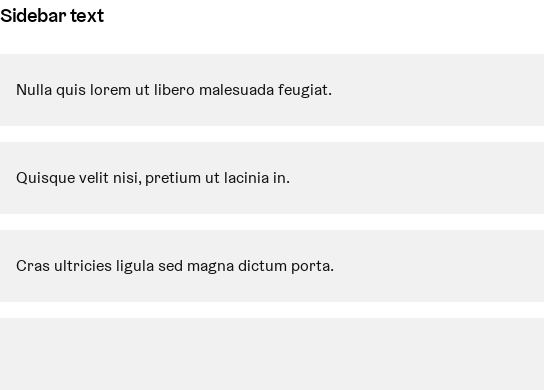 Sidebar text
Nulla quis lorem ut libero malesuada feugiat.
Quisque velit nisi, pretium ut lacinia in.
Cras ultricies ligula sed magna dictum porta.